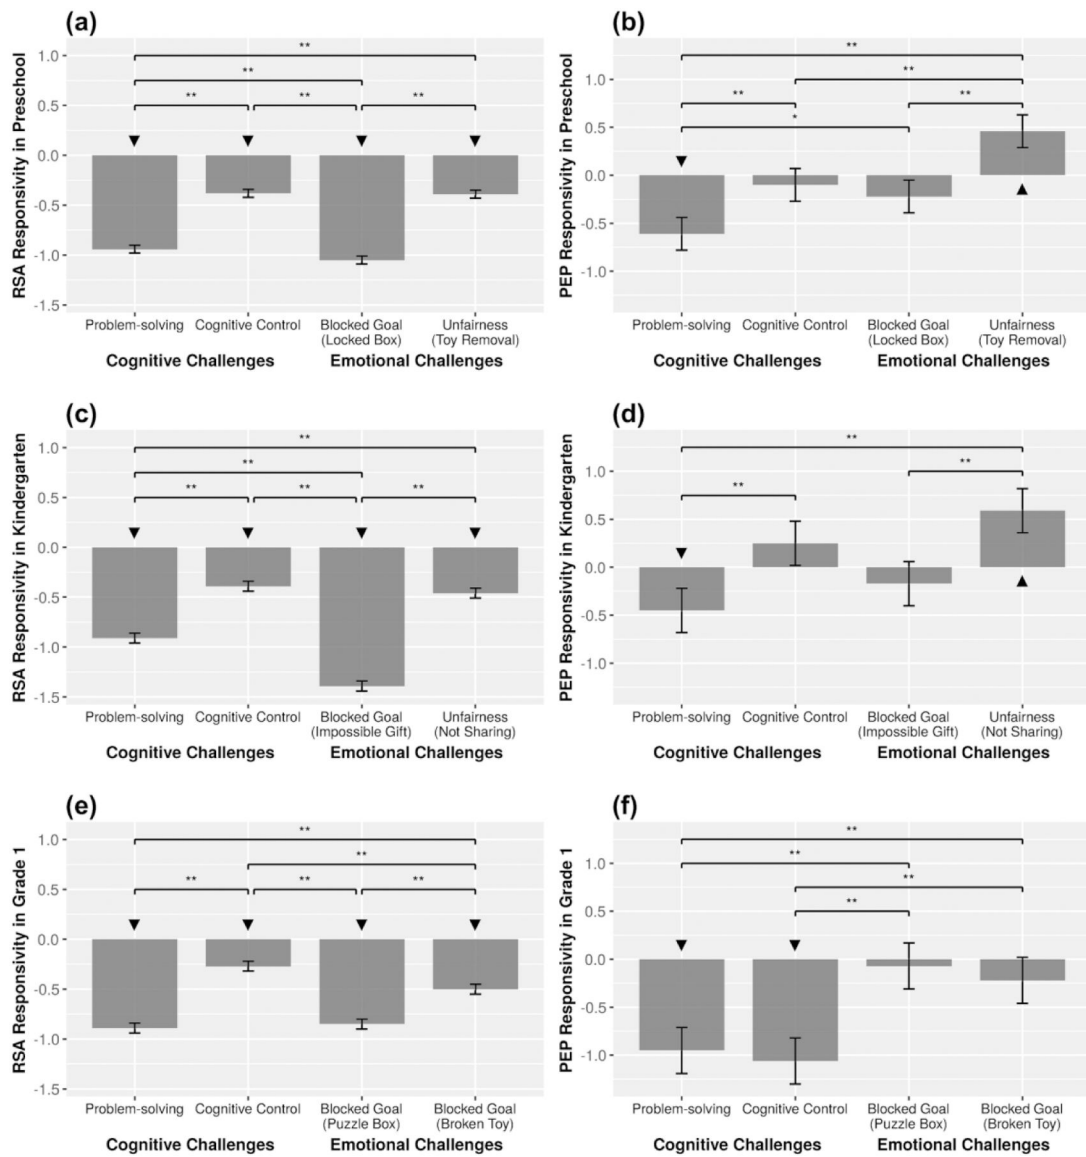 (a)
RSA Responsivity in Preschool
1.0
0.5
0.0
-0.5
-1.0
-1.5
**
**
** ** **
Problem-solving Cognitive Control Blocked Goal Unfairness
(Locked Box) (Toy Removal)
Cognitive Challenges Emotional Challenges
(b)
PEP Responsivity in Preschool
1.0
0.5
0.0
-0.5
-1.0
**
**
** **
*
Problem-solving Cognitive Control Blocked Goal Unfairness
(Locked Box) (Toy Removal)
Cognitive Challenges Emotional Challenges
(c)
RSA Responsivity in Kindergarten
1.0
0.5
0.0
-0.5
-1.0
-1.5
**
**
** ** **
Problem-solving Cognitive Control Blocked Goal Unfairness
(Impossible Gift) (Not Sharing)
Cognitive Challenges Emotional Challenges
(d)
PEP Responsivity in Kindergarten
1.0
0.5
0.0
-0.5
-1.0
**
**
**
Problem-solving Cognitive Control Blocked Goal Unfairness
(Impossible Gift) (Not Sharing)
Cognitive Challenges Emotional Challenges
(e)
RSA Responsivity in Grade 1
1.0
0.5
0.0
-0.5
-1.0
-1.5
**
**
** ** **
Problem-solving Cognitive Control Blocked Goal Blocked Goal
(Puzzle Box) (Broken Toy)
Cognitive Challenges Emotional Challenges
(f)
PEP Responsivity in Grade 1
1.0
0.5
0.0
-0.5
-1.0
**
**
**
**
Problem-solving Cognitive Control Blocked Goal Blocked Goal
(Puzzle Box) (Broken Toy)
Cognitive Challenges Emotional Challenges